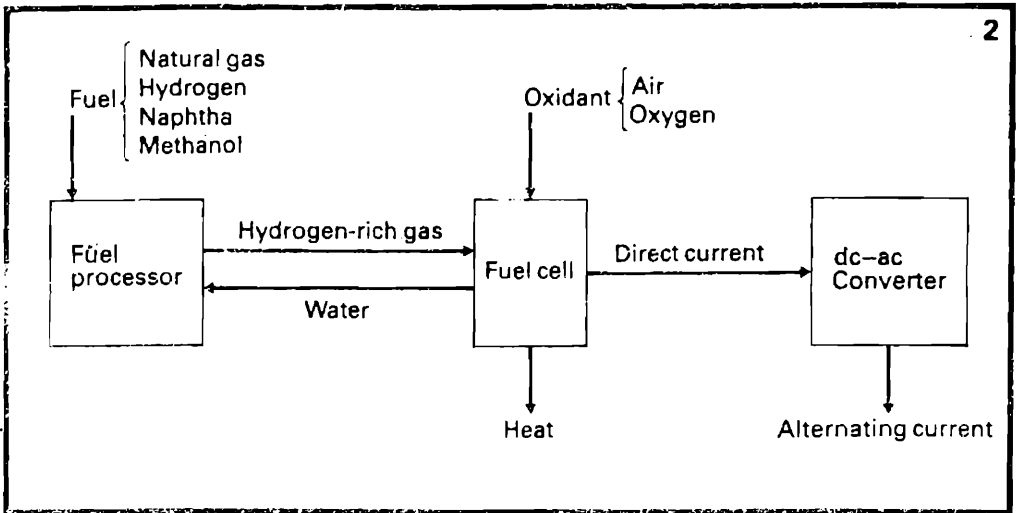 2
Natural gas
Hydrogen
Fuel
Naphtha
Methanol
Air
Oxidant
Oxygen
Hydrogen-rich gas
Fuel
processor
Water
Fuel cell
Direct current
dc–ac
Converter
Heat
Alternating current